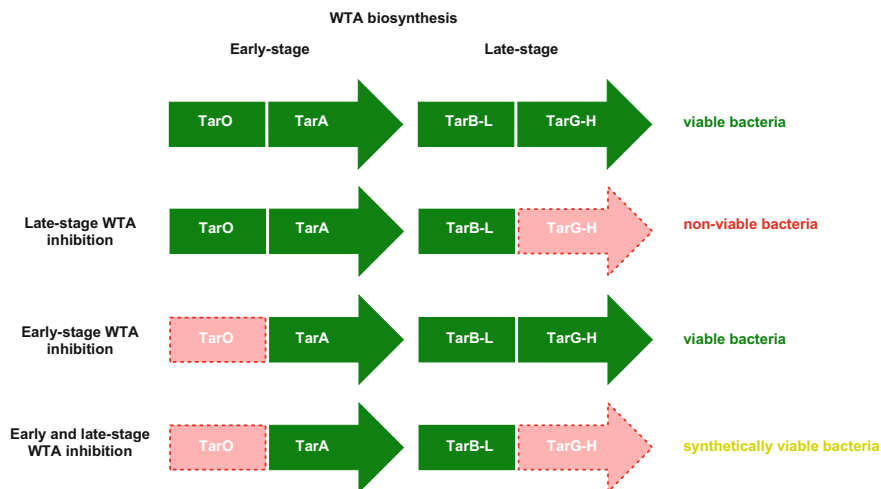 WTA biosynthesis
Early-stage Late-stage
TarO TarA TarB-L TarG-H viable bacteria
Late-stage WTA
inhibition
TarO TarA TarB-L TarG-H non-viable bacteria
Early-stage WTA
inhibition
TarO TarA TarB-L TarG-H viable bacteria
Early and late-stage
WTA inhibition
TarO TarA TarB-L TarG-H synthetically viable bacteria